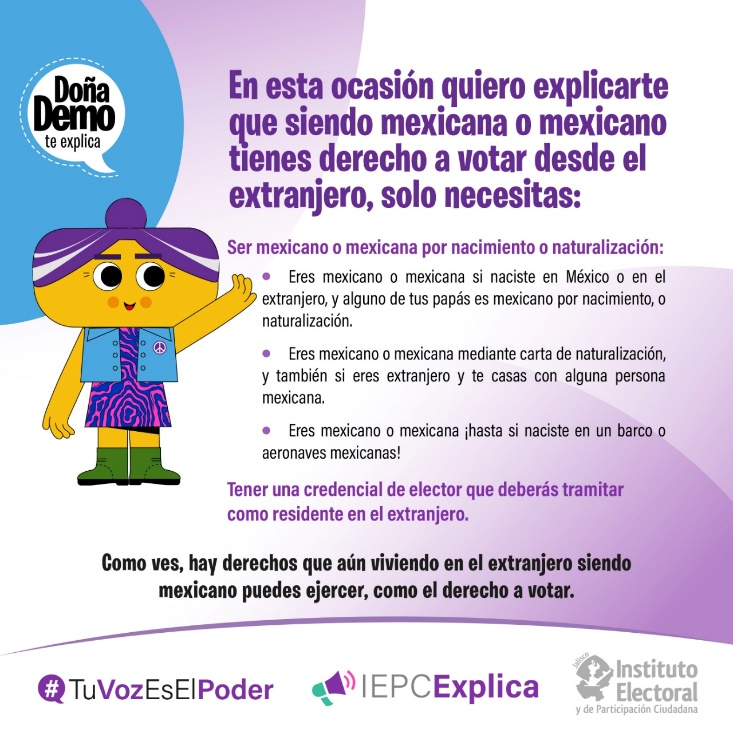 Doña
Demo
te explica
En esta ocasión quiero explicarte
que siendo mexicana o mexicano
tienes derecho a votar desde el
extranjero, solo necesitas:
Ser mexicano o mexicana por nacimiento o naturalización:
• Eres mexicano o mexicana si naciste en México o en el
extranjero, y alguno de tus papás es mexicano por nacimiento, o
naturalización.
• Eres mexicano o mexicana mediante carta de naturalización,
y también si eres extranjero y te casas con alguna persona
mexicana.
• Eres mexicano o mexicana ¡hasta si naciste en un barco o
aeronaves mexicanas!
Tener una credencial de elector que deberás tramitar
como residente en el extranjero.
Como ves, hay derechos que aún viviendo en el extranjero siendo
mexicano puedes ejercer, como el derecho a votar.
#TuVozEsElPoder
IEPCExplica
Jalisco
Instituto
Electoral
y de Participación Ciudadana